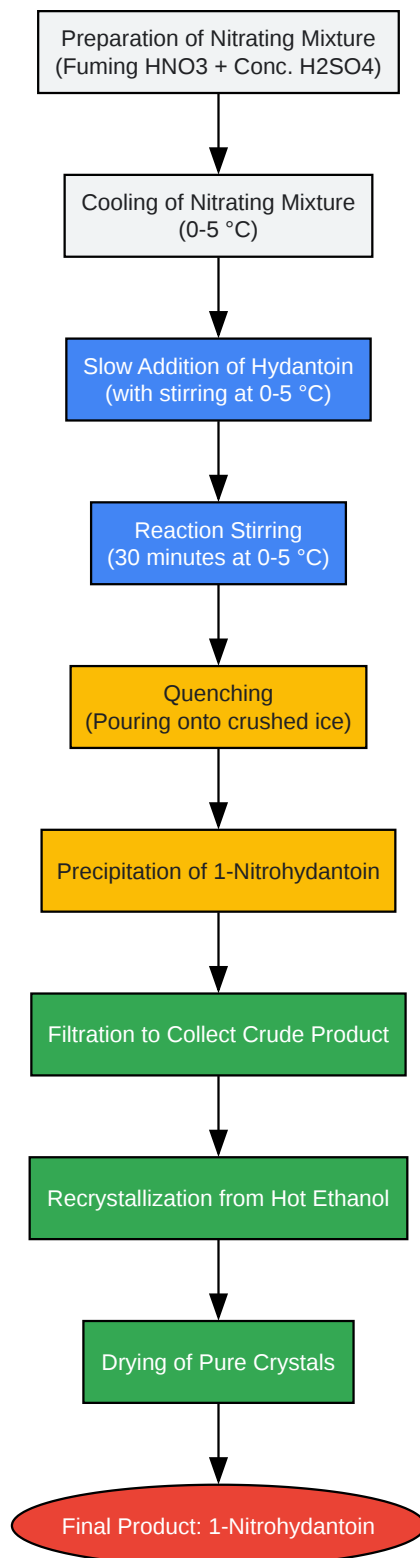 Preparation of Nitrating Mixture
(Fuming HNO3 + Conc. H2SO4)
Cooling of Nitrating Mixture
(0-5 °C)
Slow Addition of Hydantoin
(with stirring at 0-5 °C)
Reaction Stirring
(30 minutes at 0-5 °C)
Quenching
(Pouring onto crushed ice)
Precipitation of 1-Nitrohydantoin
Filtration to Collect Crude Product
Recrystallization from Hot Ethanol
Drying of Pure Crystals
Final Product: 1-Nitrohydantoin